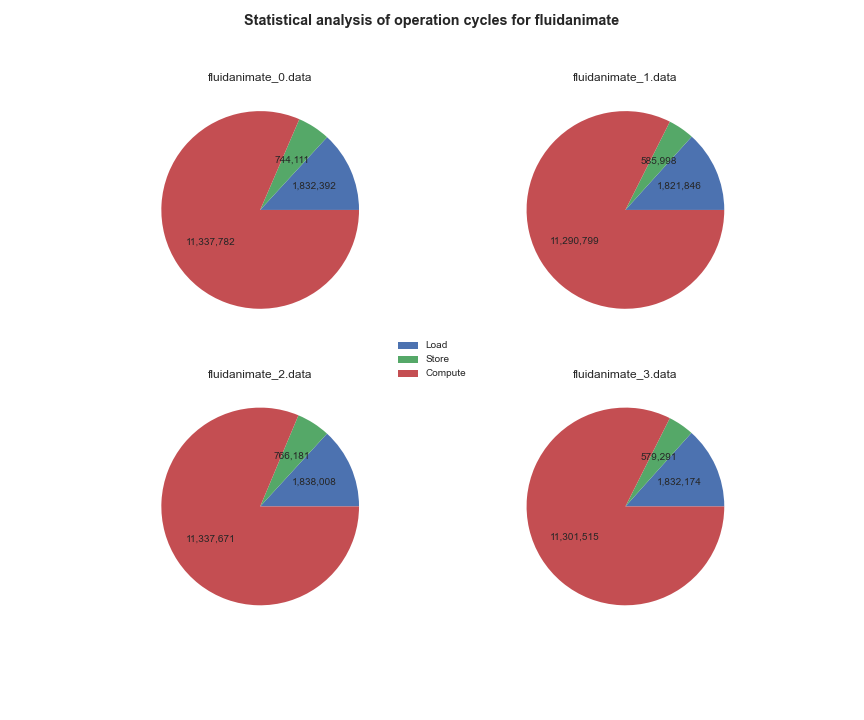 Statistical analysis of operation cycles for fluidanimate
fluidanimate_0.data
744,111
1,832,392
11,337,782
fluidanimate_1.data
585,998
1,821,846
11,290,799
Load
Store
Compute
fluidanimate_2.data
766,181
1,838,008
11,337,671
fluidanimate_3.data
579,291
1,832,174
11,301,515